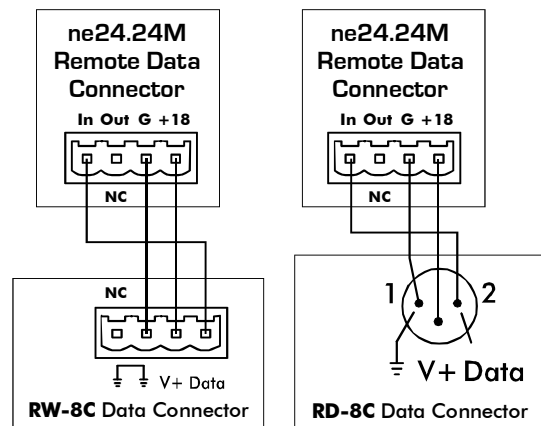 ne24.24M
Remote Data
Connector
In Out G +18
NC
NC
V+ Data
RW-8C Data Connector
ne24.24M
Remote Data
Connector
In Out G +18
NC
1 2
V+ Data
RD-8C Data Connector